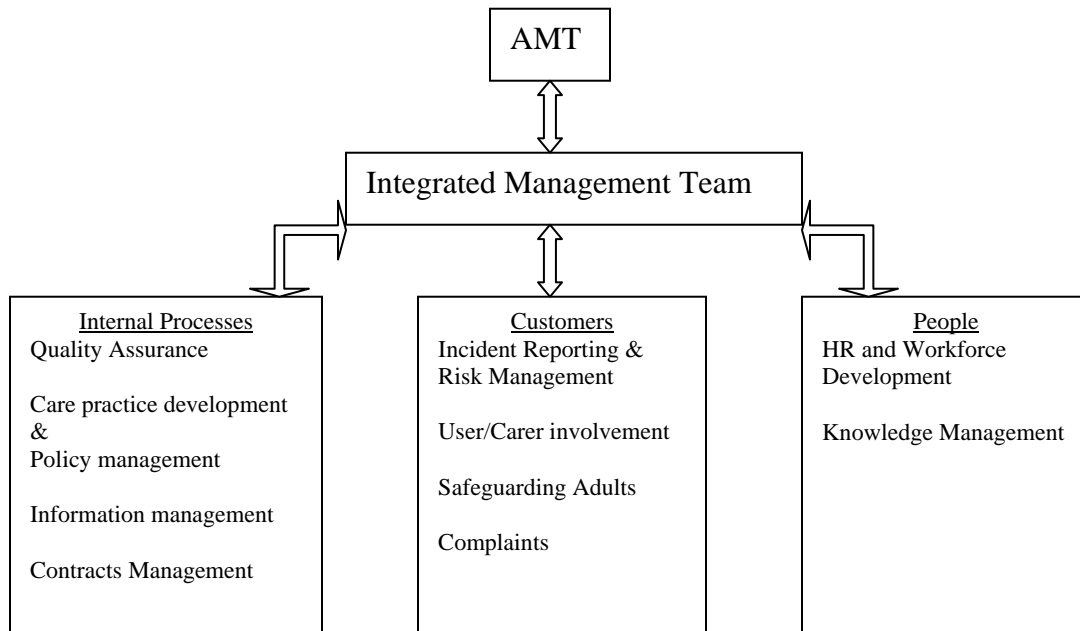 AMT
Integrated Management Team
Internal Processes
Quality Assurance
Care practice development
&
Policy management
Information management
Contracts Management
Customers
Incident Reporting &
Risk Management
User/Carer involvement
Safeguarding Adults
Complaints
People
HR and Workforce
Development
Knowledge Management